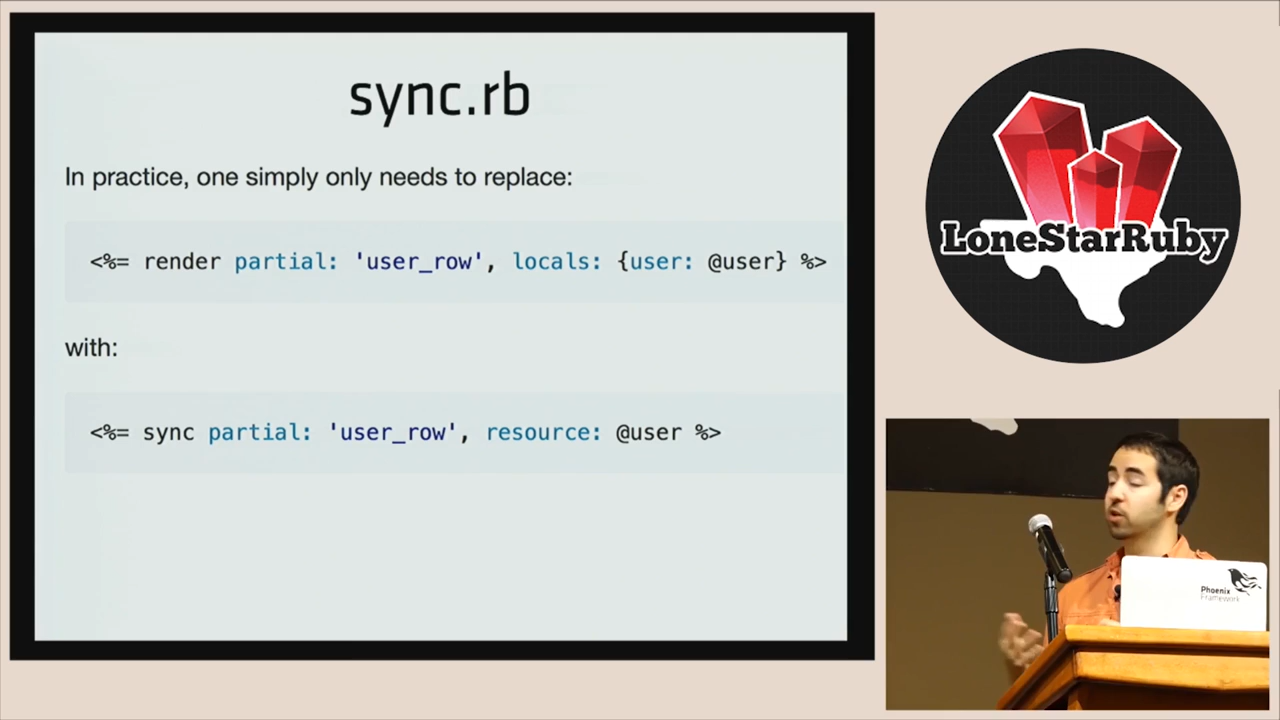 sync.rb
In practice, one simply only needs to replace:
<%= render partial: 'user_row', locals: {user: @user} %>
with:
<%= sync partial: 'user_row', resource: @user %>
LoneStarRuby
Phoenix
Framework